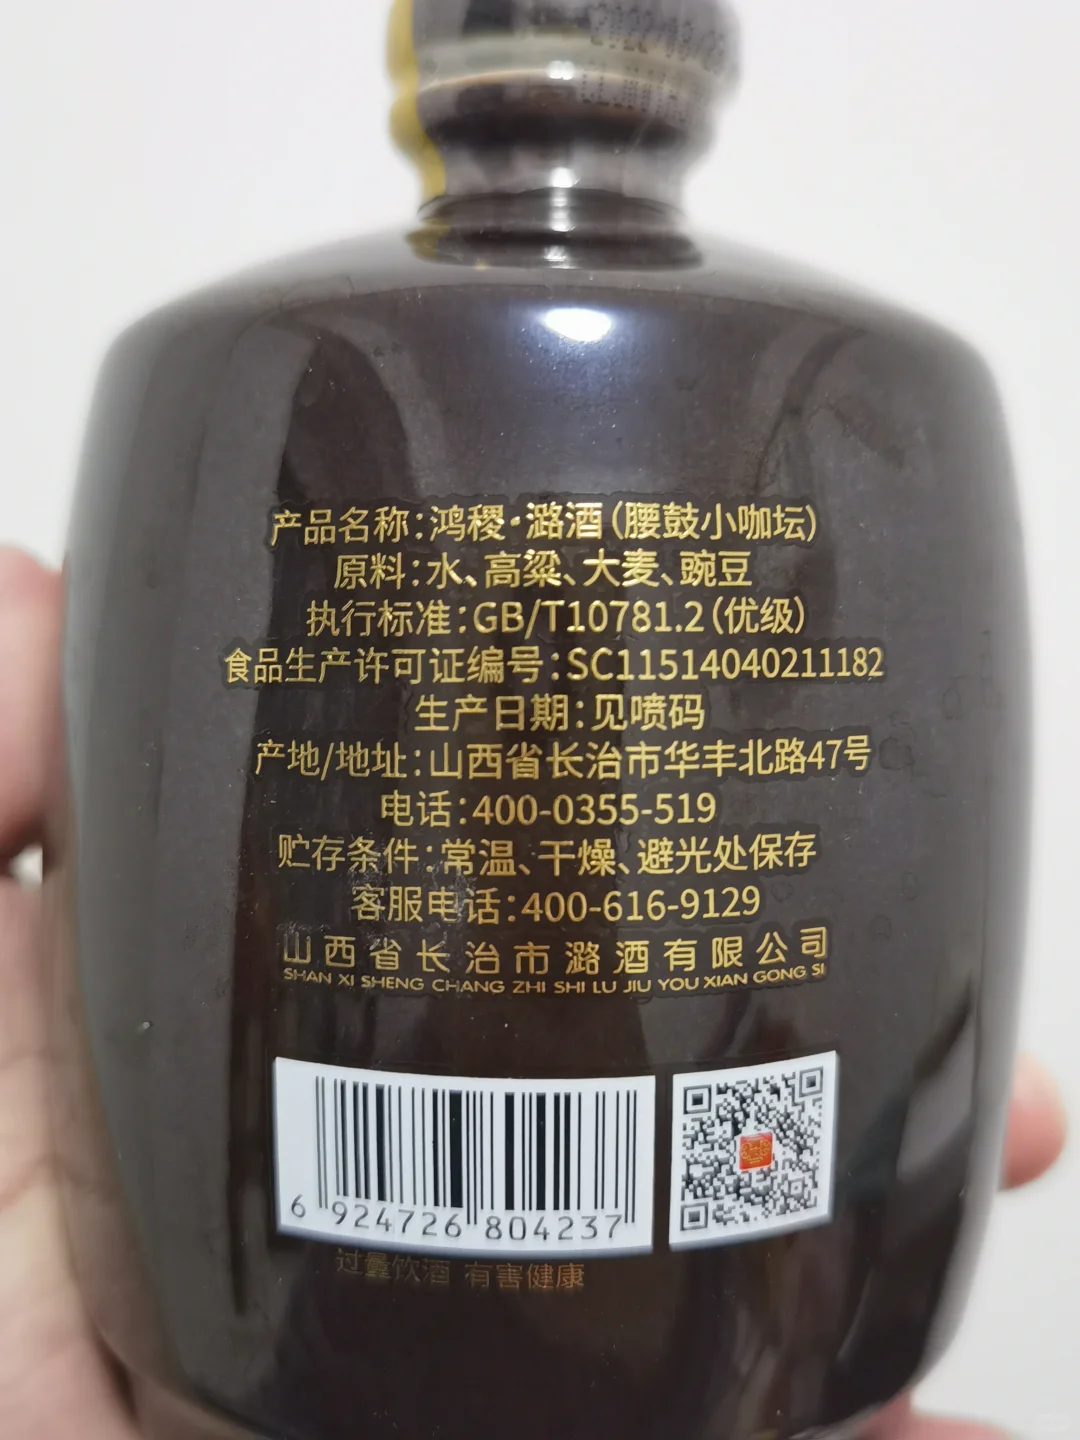 产品名称:鸿稷·潞酒(腰鼓小咖坛)
原料:水、高粱、大麦、豌豆
执行标准:GB/T10781.2(优级)
食品生产许可证编号:SC11514040211182
生产日期:见喷码
产地/地址:山西省长治市华丰北路47号
电话:400-0355-519
贮存条件:常温、干燥、避光处保存
客服电话:400-616-9129
山西省长治市潞酒有限公司
SHAN XI SHENG CHANG ZHI SHI LU JIU YOU XIAN GONG SI
6 924726 804237
过量饮酒 有害健康